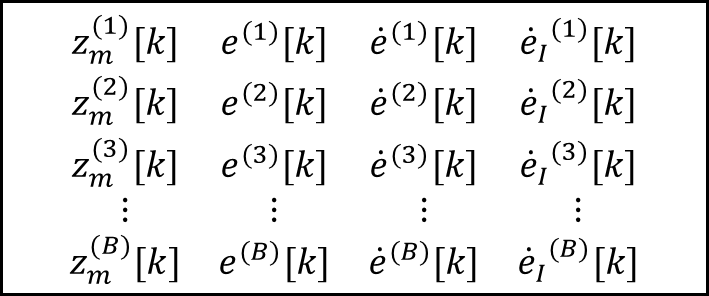 z_m^{(1)}[k] e^{(1)}[k] ė^{(1)}[k] ė_I^{(1)}[k]
z_m^{(2)}[k] e^{(2)}[k] ė^{(2)}[k] ė_I^{(2)}[k]
z_m^{(3)}[k] e^{(3)}[k] ė^{(3)}[k] ė_I^{(3)}[k]
⋮ ⋮ ⋮ ⋮
z_m^{(B)}[k] e^{(B)}[k] ė^{(B)}[k] ė_I^{(B)}[k]